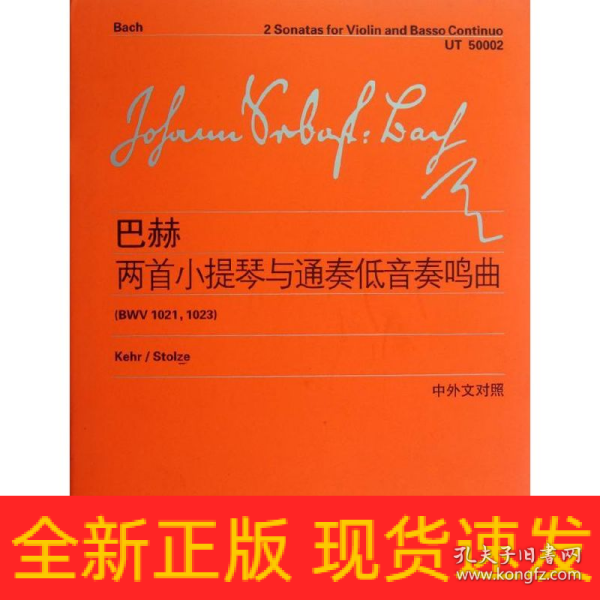 Bach
2 Sonatas for Violin and Basso Continuo
UT 50002
Johann Sebast: Bach
巴赫
两首小提琴与通奏低音奏鸣曲
(BWV 1021, 1023)
Kehr / Stolze
中外文对照
全新正版 现货速发
孔夫子旧书网
www.kongfz.com